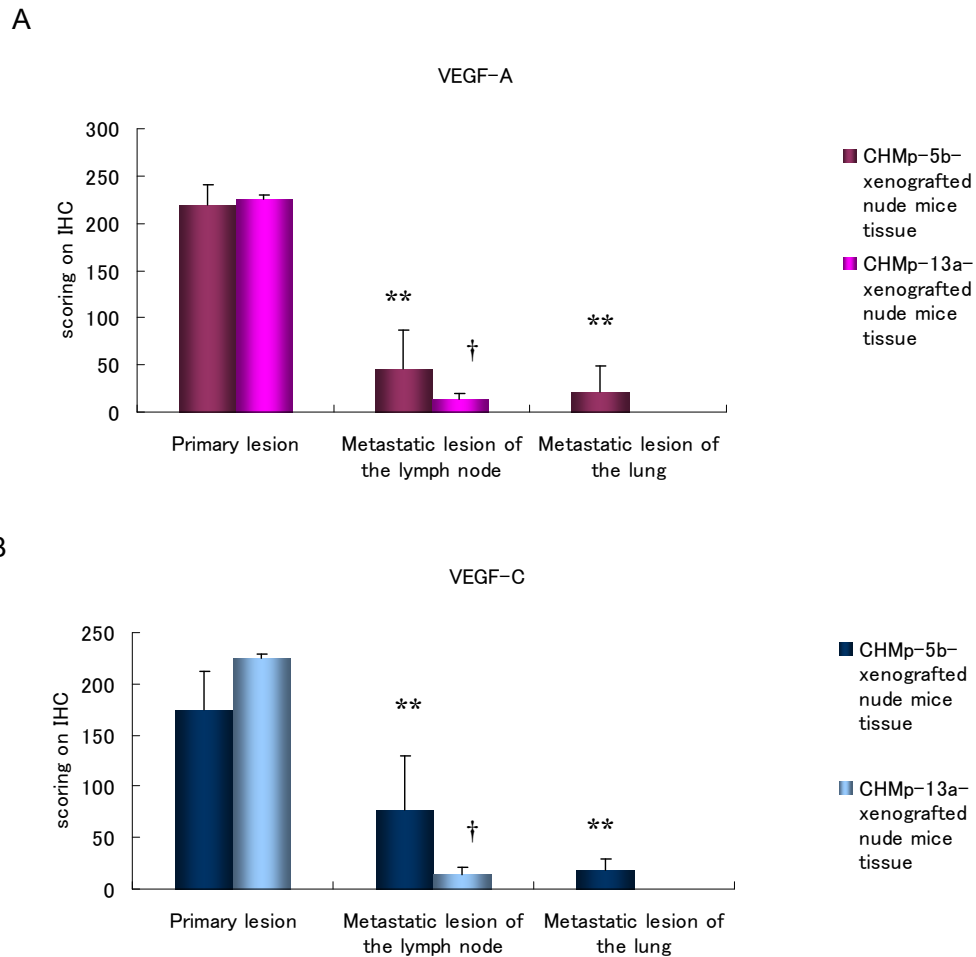 A
VEGF-A
300
250
200
150
100
50
0
scoring on IHC
**
†
**
Primary lesion
Metastatic lesion of
the lymph node
Metastatic lesion of
the lung
CHMp-5b-
xenografted
nude mice
tissue
CHMp-13a-
xenografted
nude mice
tissue
VEGF-C
250
200
150
100
50
0
scoring on IHC
**
†
**
Primary lesion
Metastatic lesion of
the lymph node
Metastatic lesion of
the lung
CHMp-5b-
xenografted
nude mice
tissue
CHMp-13a-
xenografted
nude mice
tissue